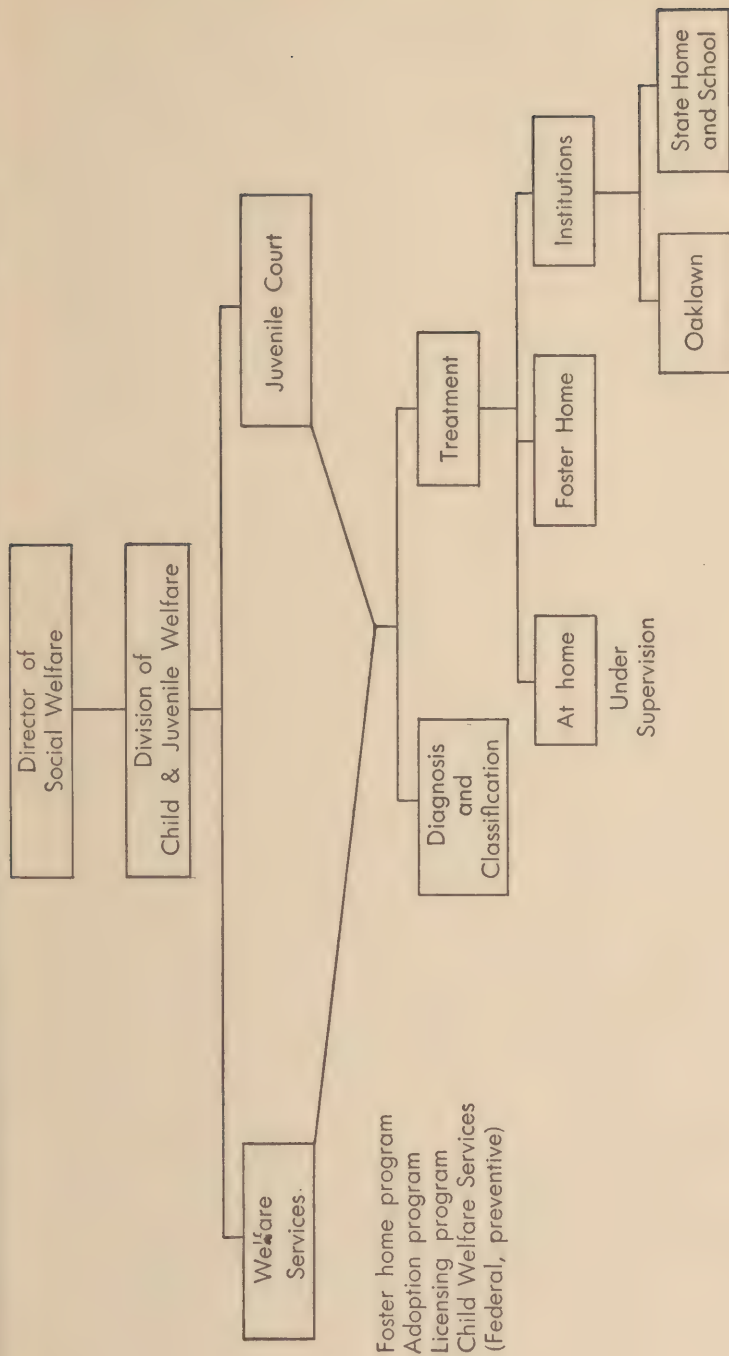 Director of
Social Welfare
Division of
Child & Juvenile Welfare
Welfare
Services.
Juvenile Court
Foster home program
Adoption program
Licensing program
Child Welfare Services
(Federal, preventive)
Diagnosis
and
Classification
Treatment
At home
Under
Supervision
Foster Home
Institutions
Oaklawn
State Home
and School